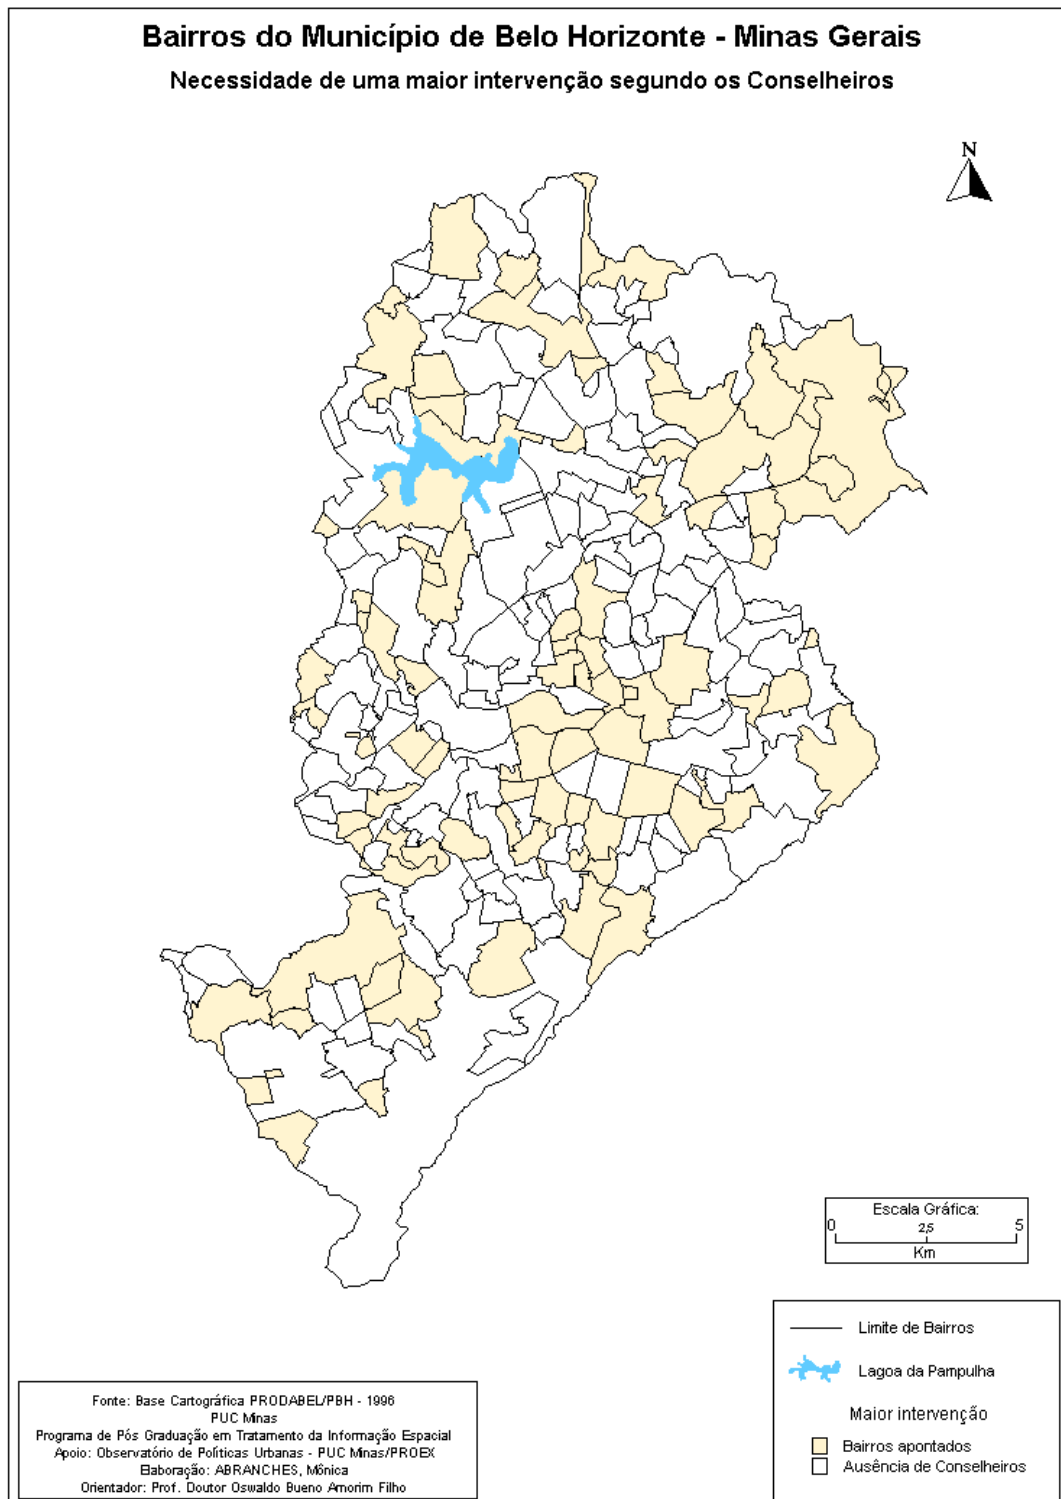 Bairros do Município de Belo Horizonte - Minas Gerais
Necessidade de uma maior intervenção segundo os Conselheiros
N
Escala Gráfica:
0 2,5 5
Km
Limite de Bairros
Lagoa da Pampulha
Maior intervenção
Bairros apontados
Ausência de Conselheiros
Fonte: Base Cartográfica PRODABEL/PBH - 1996
PUC Minas
Programa de Pós Graduação em Tratamento da Informação Espacial
Apoio: Observatório de Políticas Urbanas - PUC Minas/PROEX
Elaboração: ABRANCHES, Mônica
Orientador: Prof. Doutor Oswaldo Bueno Amorim Filho